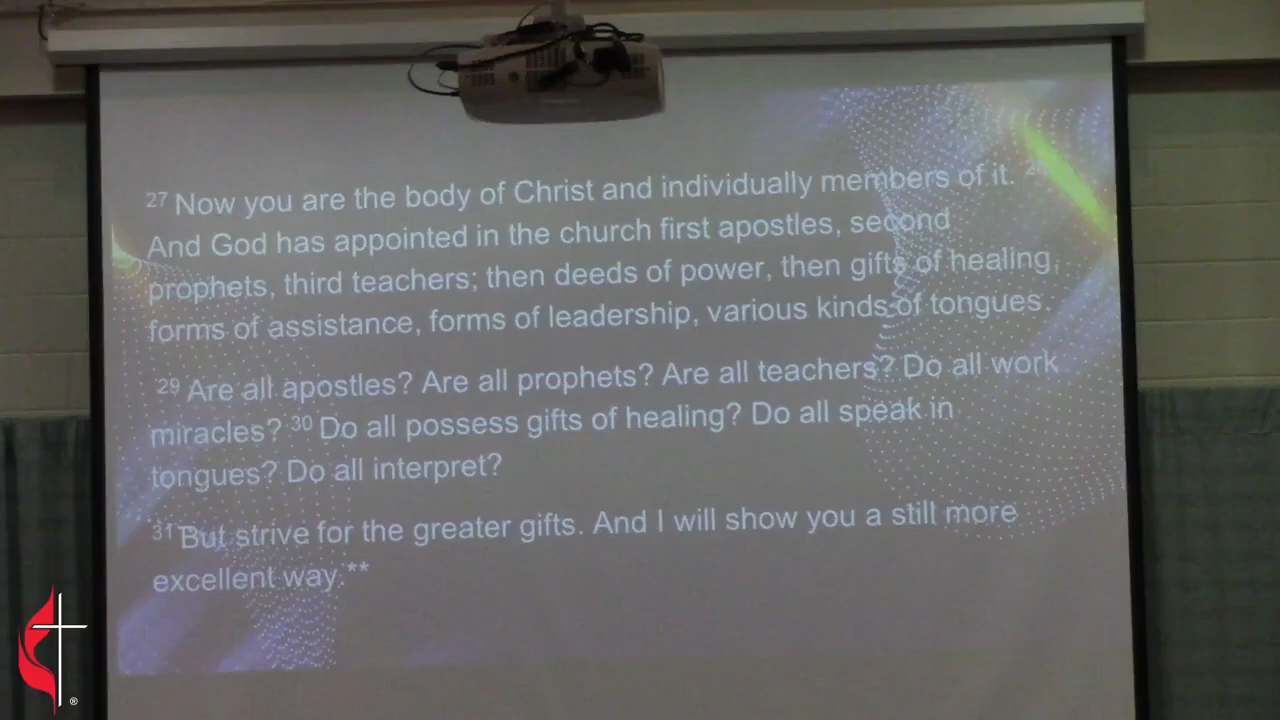 27 Now you are the body of Christ and individually members of it.
And God has appointed in the church first apostles, second
prophets, third teachers; then deeds of power, then gifts of healing,
forms of assistance, forms of leadership, various kinds of tongues.
29 Are all apostles? Are all prophets? Are all teachers? Do all work
miracles? 30 Do all possess gifts of healing? Do all speak in
tongues? Do all interpret?
31 But strive for the greater gifts. And I will show you a still more
excellent way.**
®